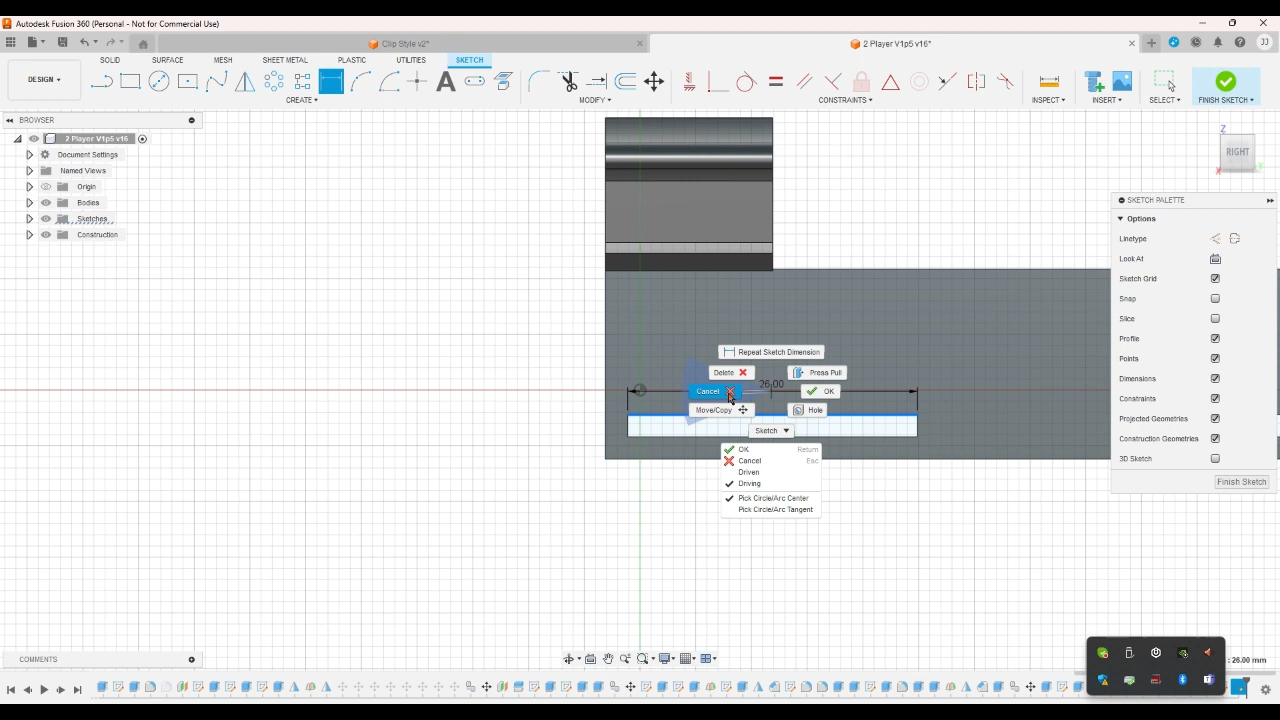 Autodesk Fusion 360 (Personal - Not for Commercial Use)
Clip Style v2*
2 Player V1p5 v16*
JJ
DESIGN
SOLID
SURFACE
MESH
SHEET METAL
PLASTIC
UTILITIES
SKETCH
CREATE
MODIFY
CONSTRAINTS
INSPECT
INSERT
SELECT
FINISH SKETCH
BROWSER
2 Player V1p5 v16
Document Settings
Named Views
Origin
Bodies
Sketches
Construction
Z
RIGHT
X
Y
SKETCH PALETTE
Options
Linetype
Look At
Sketch Grid
Snap
Slice
Profile
Points
Dimensions
Constraints
Projected Geometries
Construction Geometries
3D Sketch
Finish Sketch
Repeat Sketch Dimension
Delete
Press Pull
26.00
Cancel
OK
Move/Copy
Hole
Sketch
OK Return
Cancel Esc
Driven
Driving
Pick Circle/Arc Center
Pick Circle/Arc Tangent
COMMENTS
: 26.00 mm